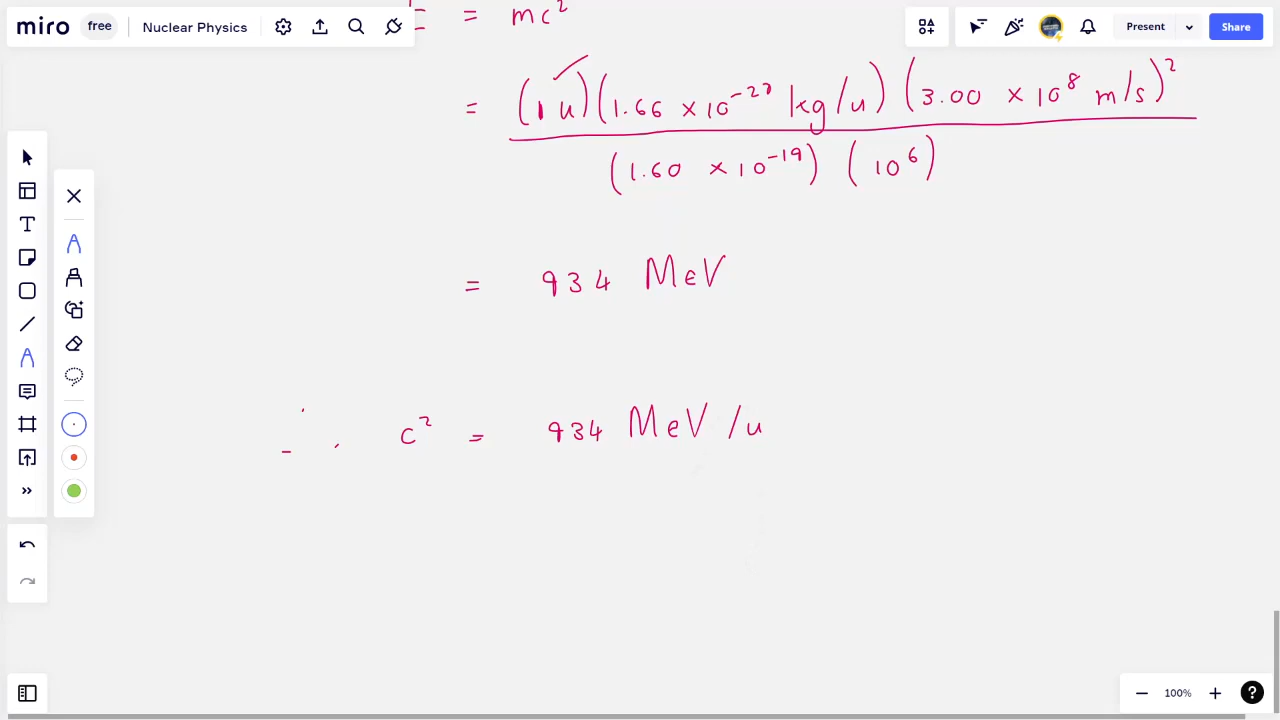 = mc²
miro free Nuclear Physics Present Share
= (1 u)(1.66 × 10⁻²⁷ kg/u) (3.00 × 10⁸ m/s)²
(1.60 × 10⁻¹⁹) (10⁶)
= 934 MeV
∴ c² = 934 MeV /u
100%